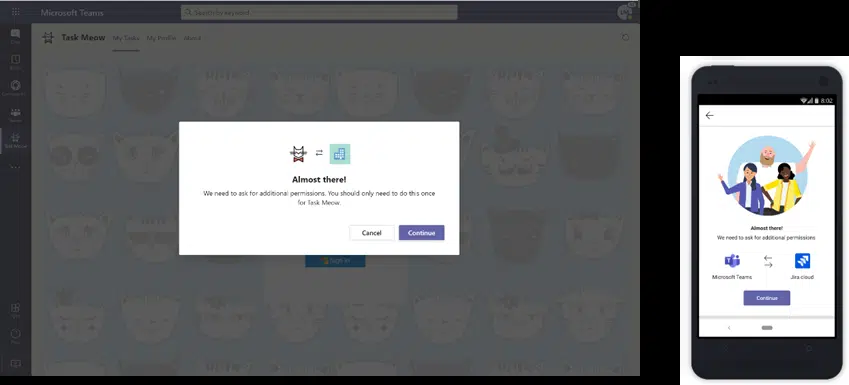 Microsoft Teams
Search by keyword
Task Meow
My Tasks
My Profile
About
Almost there!
We need to ask for additional permissions. You should only need to do this once
for Task Meow.
Cancel
Continue
Sign in
8:02
Almost there!
We need to ask for additional permissions
Microsoft Teams
Jira cloud
Continue